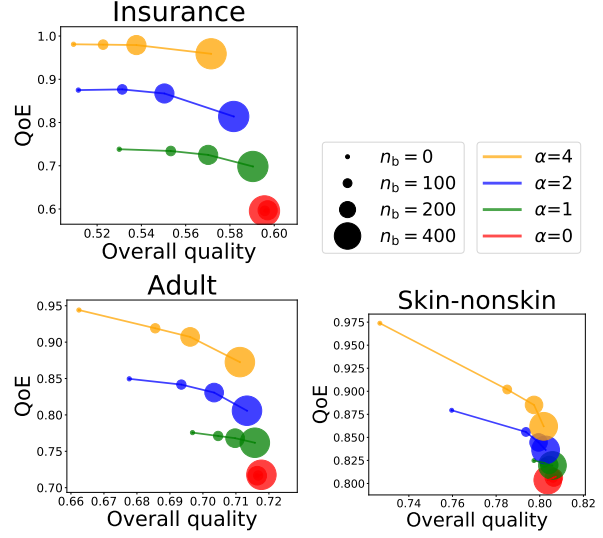 Insurance
1.0
0.9
0.8
0.7
0.6
QoE
0.52 0.54 0.56 0.58 0.60
Overall quality
n_b = 0
n_b = 100
n_b = 200
n_b = 400
α=4
α=2
α=1
α=0
Adult
0.95
0.90
0.85
0.80
0.75
0.70
QoE
0.66 0.67 0.68 0.69 0.70 0.71 0.72
Overall quality
Skin-nonskin
0.975
0.950
0.925
0.900
0.875
0.850
0.825
0.800
QoE
0.74 0.76 0.78 0.80 0.82
Overall quality